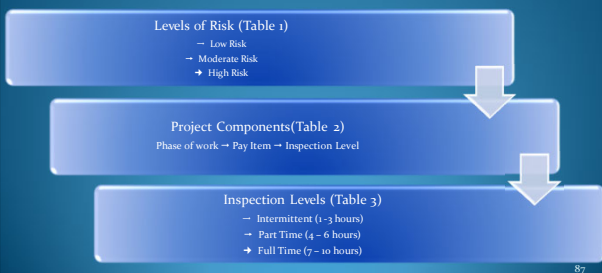 Levels of Risk (Table 1)
→ Low Risk
→ Moderate Risk
→ High Risk
Project Components(Table 2)
Phase of work → Pay Item → Inspection Level
Inspection Levels (Table 3)
→ Intermittent (1-3 hours)
→ Part Time (4 – 6 hours)
→ Full Time (7 – 10 hours)
87